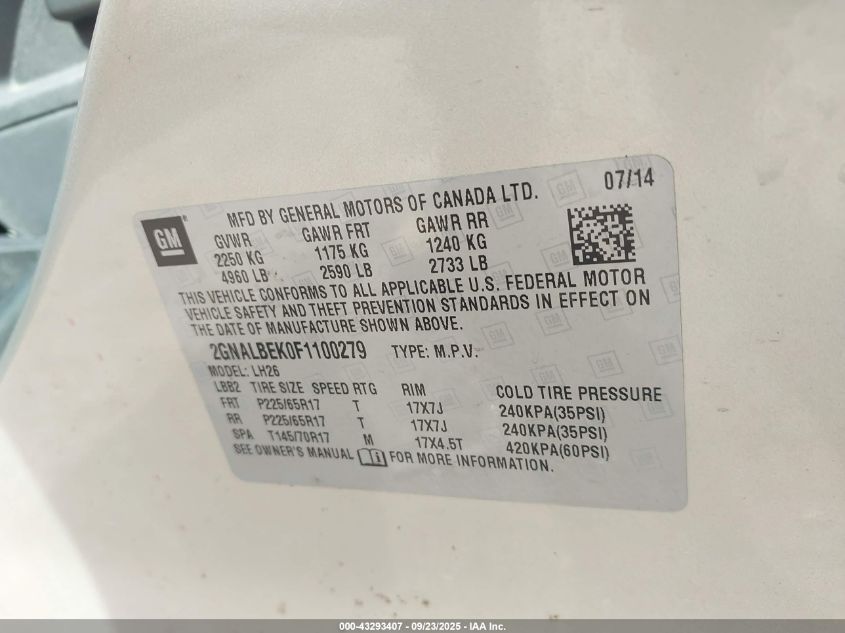 GM
MFD BY GENERAL MOTORS OF CANADA LTD. 07/14
GVWR GAWR FRT GAWR RR
2250 KG 1175 KG 1240 KG
4960 LB 2590 LB 2733 LB
THIS VEHICLE CONFORMS TO ALL APPLICABLE U.S. FEDERAL MOTOR
VEHICLE SAFETY AND THEFT PREVENTION STANDARDS IN EFFECT ON
THE DATE OF MANUFACTURE SHOWN ABOVE.
2GNALBEK0F1100279 TYPE: M.P.V.
MODEL: LH26
LBB2 TIRE SIZE SPEED RTG RIM COLD TIRE PRESSURE
FRT P225/65R17 T 17X7J 240KPA(35PSI)
RR P225/65R17 T 17X7J 240KPA(35PSI)
SPA T145/70R17 M 17X4.5T 420KPA(60PSI)
SEE OWNER'S MANUAL FOR MORE INFORMATION.
000-43293407 - 09/23/2025 - IAA Inc.